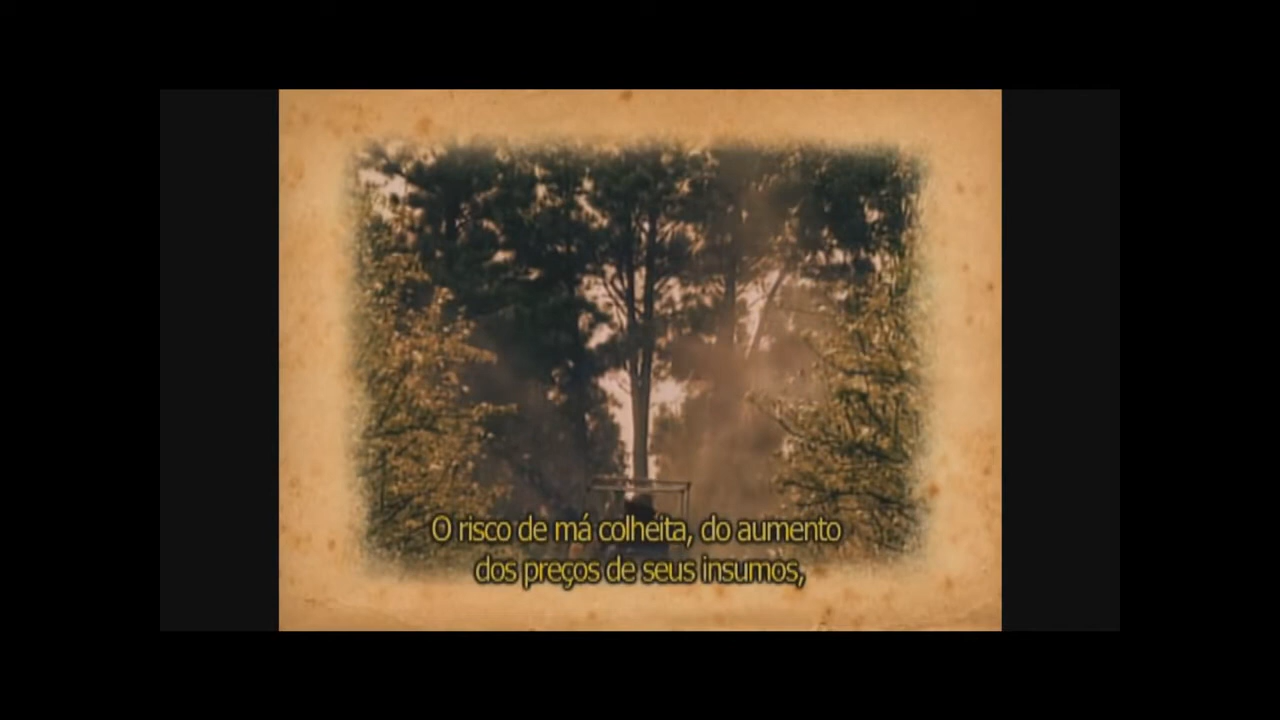 O risco de má colheita, do aumento
dos preços de seus insumos,